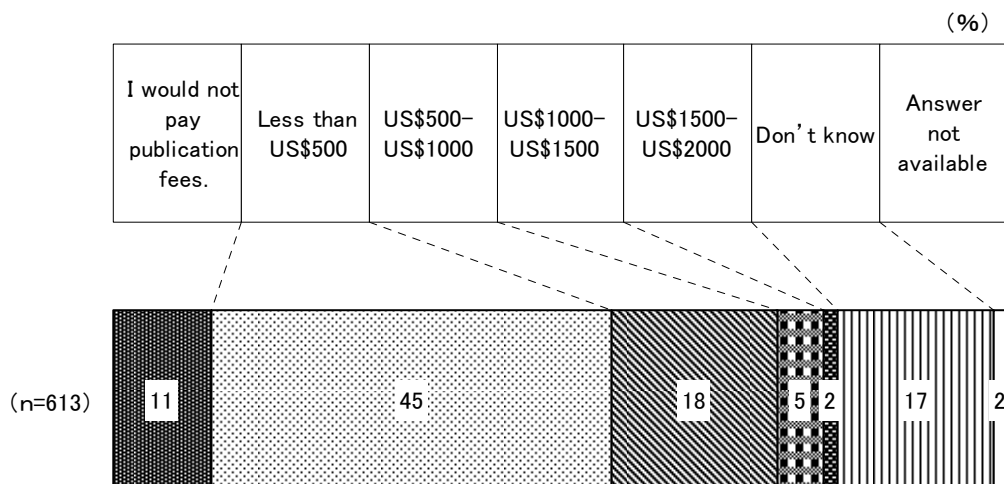 (%)
I would not
pay
publication
fees.
Less than
US$500
US$500-
US$1000
US$1000-
US$1500
US$1500-
US$2000
Don't know
Answer
not
available
(n=613)
11
45
18
5
2
17
2